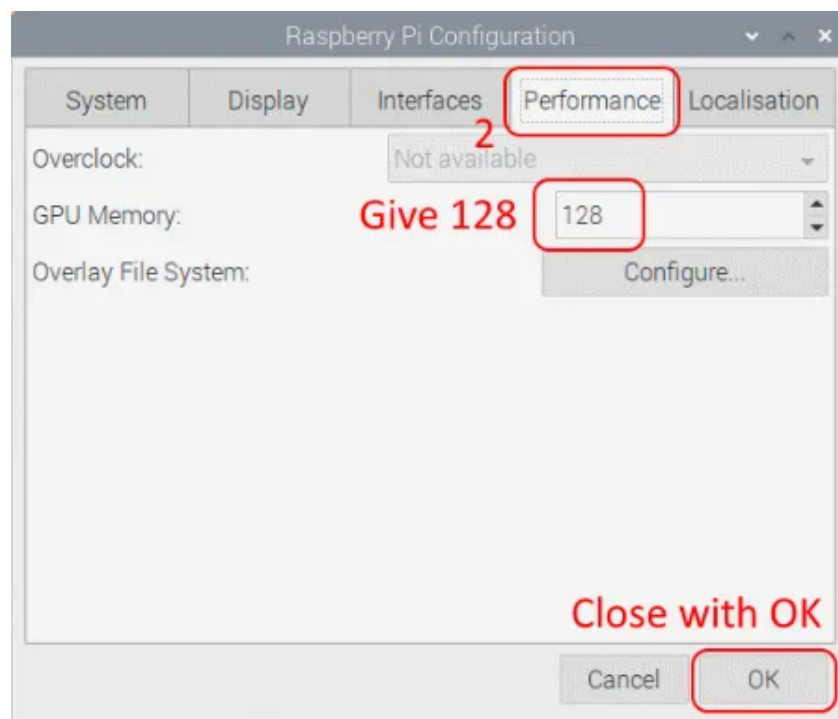 Raspberry Pi Configuration
System Display Interfaces Performance Localisation
2
Overclock: Not available
GPU Memory: Give 128 128
Overlay File System: Configure...
Close with OK
Cancel OK